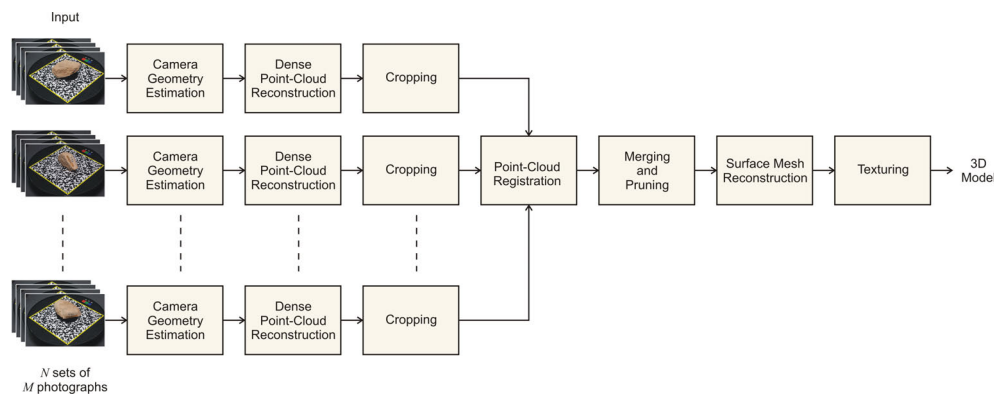 Input
Camera
Geometry
Estimation
Dense
Point-Cloud
Reconstruction
Cropping
Camera
Geometry
Estimation
Dense
Point-Cloud
Reconstruction
Cropping
Point-Cloud
Registration
Merging
and
Pruning
Surface Mesh
Reconstruction
Texturing
3D
Model
Camera
Geometry
Estimation
Dense
Point-Cloud
Reconstruction
Cropping
N sets of
M photographs